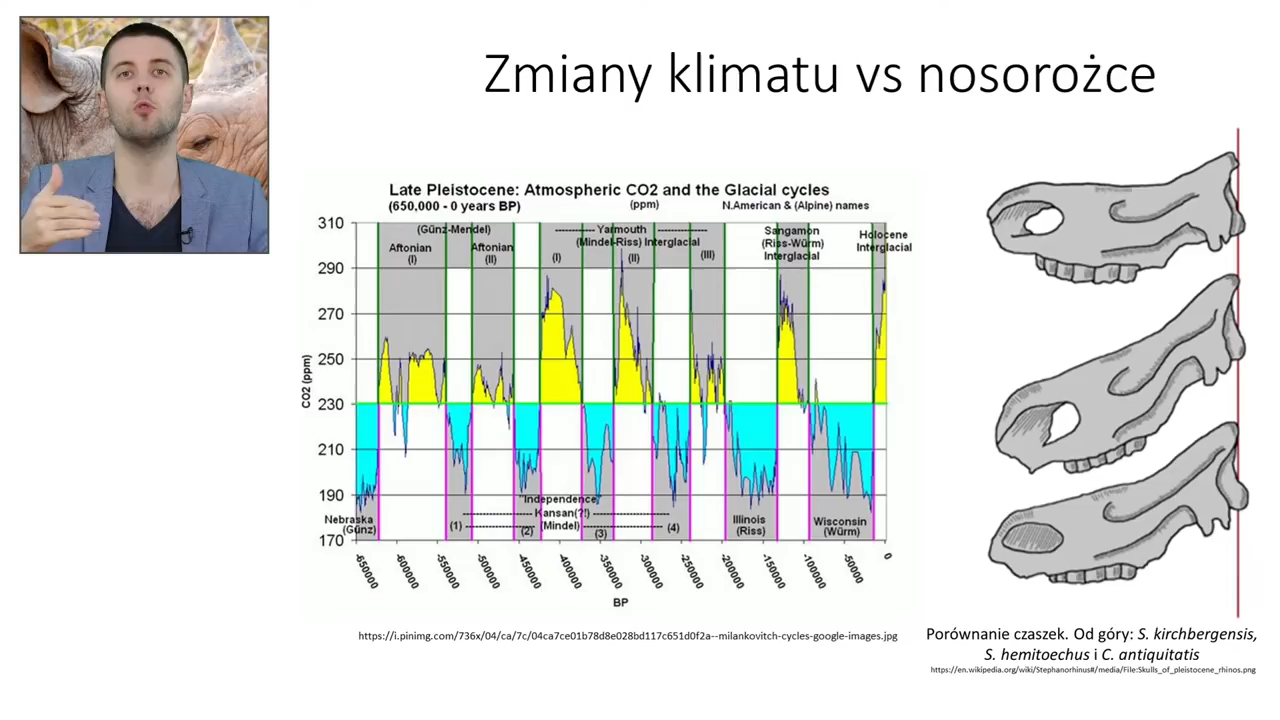 Zmiany klimatu vs nosorożce
Late Pleistocene: Atmospheric CO2 and the Glacial cycles
(650,000 - 0 years BP)
(ppm)
N.American & (Alpine) names
310
290
270
250
230
210
190
170
CO2 (ppm)
(Günz-Mendel)
Aftonian
(I)
Aftonian
(II)
---------- Yarmouth ------------
(Mindel-Riss) Interglacial
(I)
(II)
(III)
Sangamon
(Riss-Würm)
Interglacial
Holocene
Interglacial
Nebraska
(Günz)
"Independence,"
Kansan(?!)
(Mindel)
(1)
(2)
(3)
(4)
Illinois
(Riss)
Wisconsin
(Würm)
-650000
-600000
-550000
-500000
-450000
-400000
-350000
-300000
-250000
-200000
-150000
-100000
-50000
0
BP
https://i.pinimg.com/736x/04/ca/7c/04ca7ce01b78d8e028bd117c651d0f2a--milankovitch-cycles-google-images.jpg
Porównanie czaszek. Od góry: S. kirchbergensis,
S. hemitoechus i C. antiquitatis
https://en.wikipedia.org/wiki/Stephanorhinus#/media/File:Skulls_of_pleistocene_rhinos.png